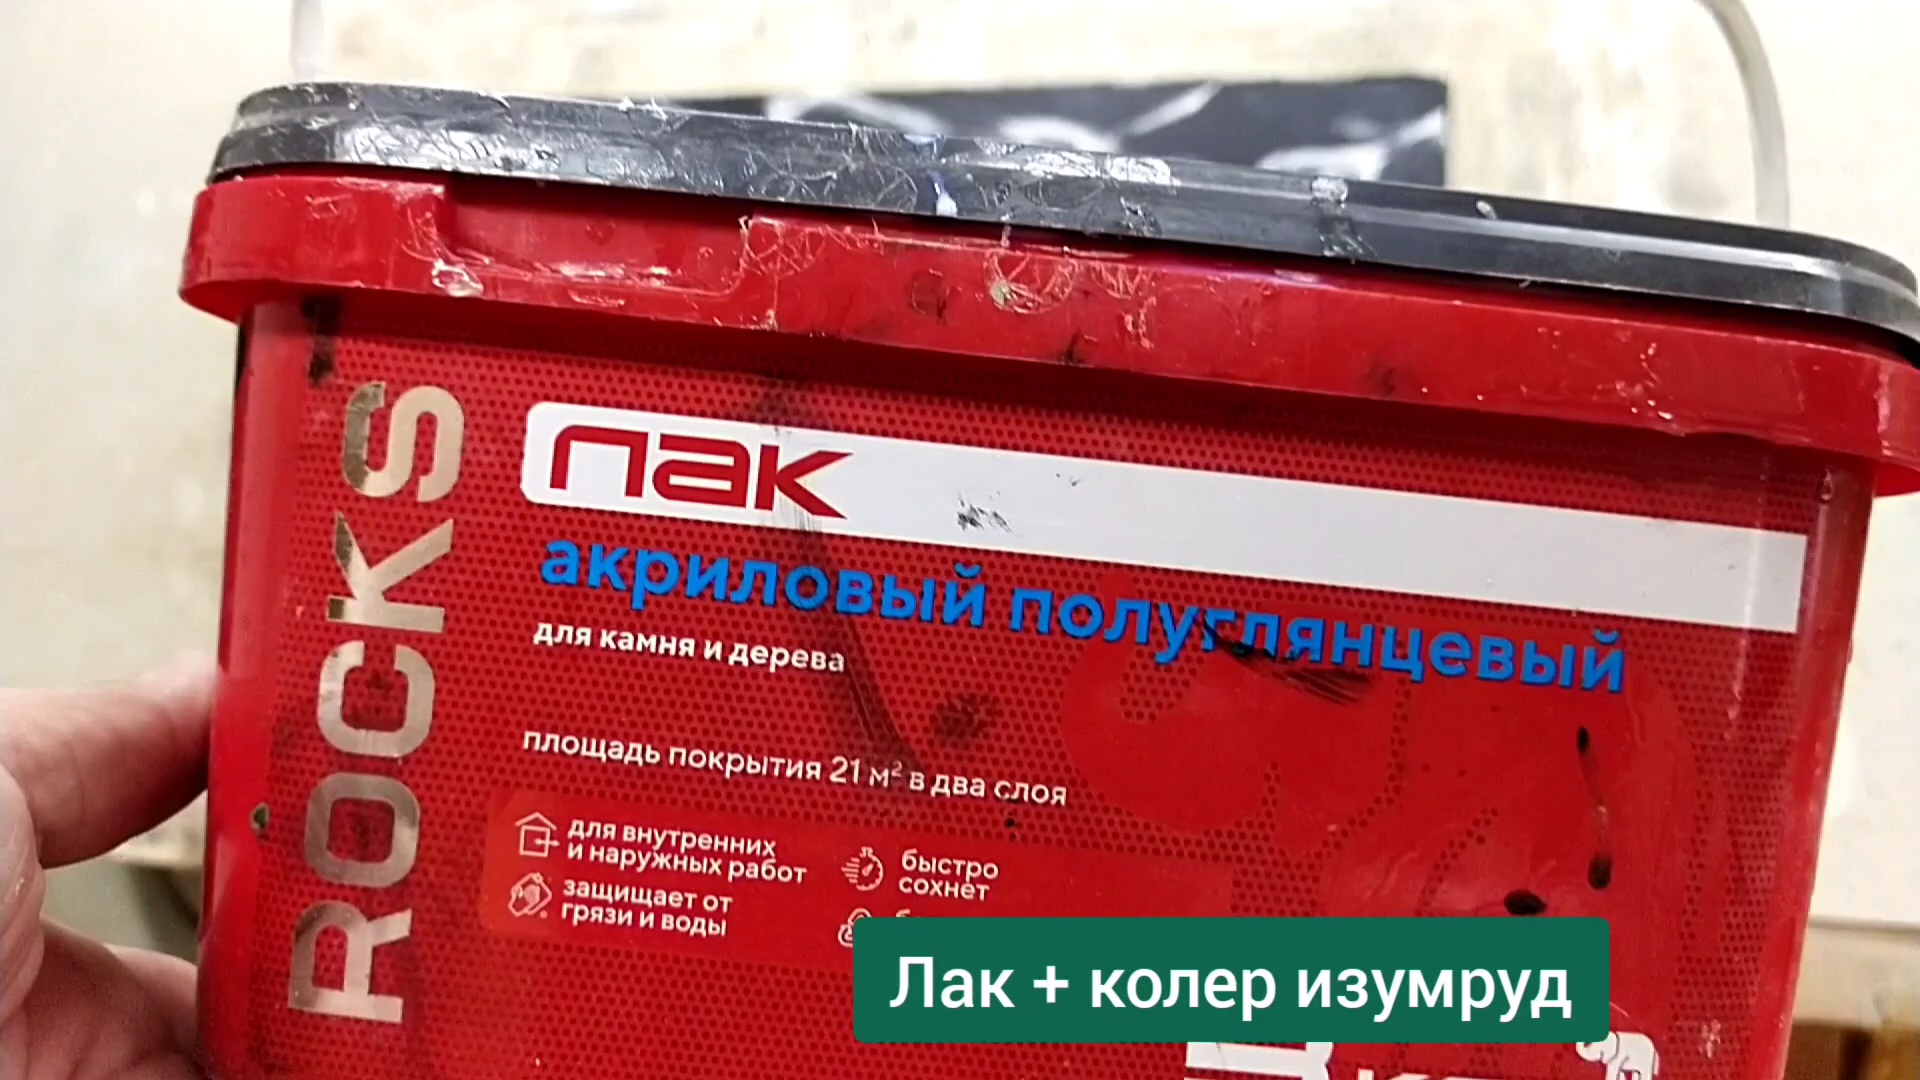 ROCKS
лак
акриловый полуглянцевый
для камня и дерева
площадь покрытия 21 м² в два слоя
для внутренних
и наружных работ
быстро
сохнет
защищает от
грязи и воды
Лак + колер изумруд